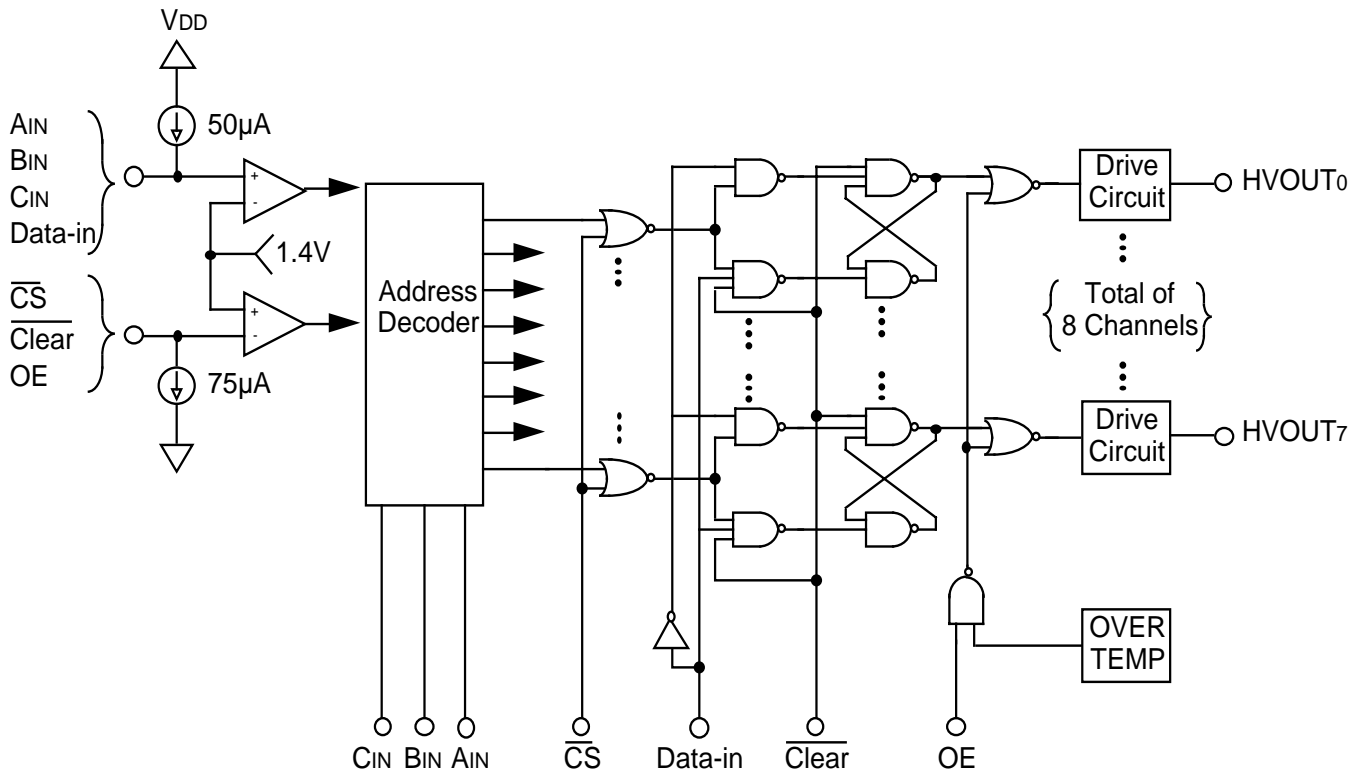 VDD
50µA
AIN
BIN
CIN
Data-in
1.4V
CS
Clear
OE
75µA
Address
Decoder
Drive
Circuit
HVOUT0
Total of
8 Channels
Drive
Circuit
HVOUT7
OVER
TEMP
CIN BIN AIN CS Data-in Clear OE